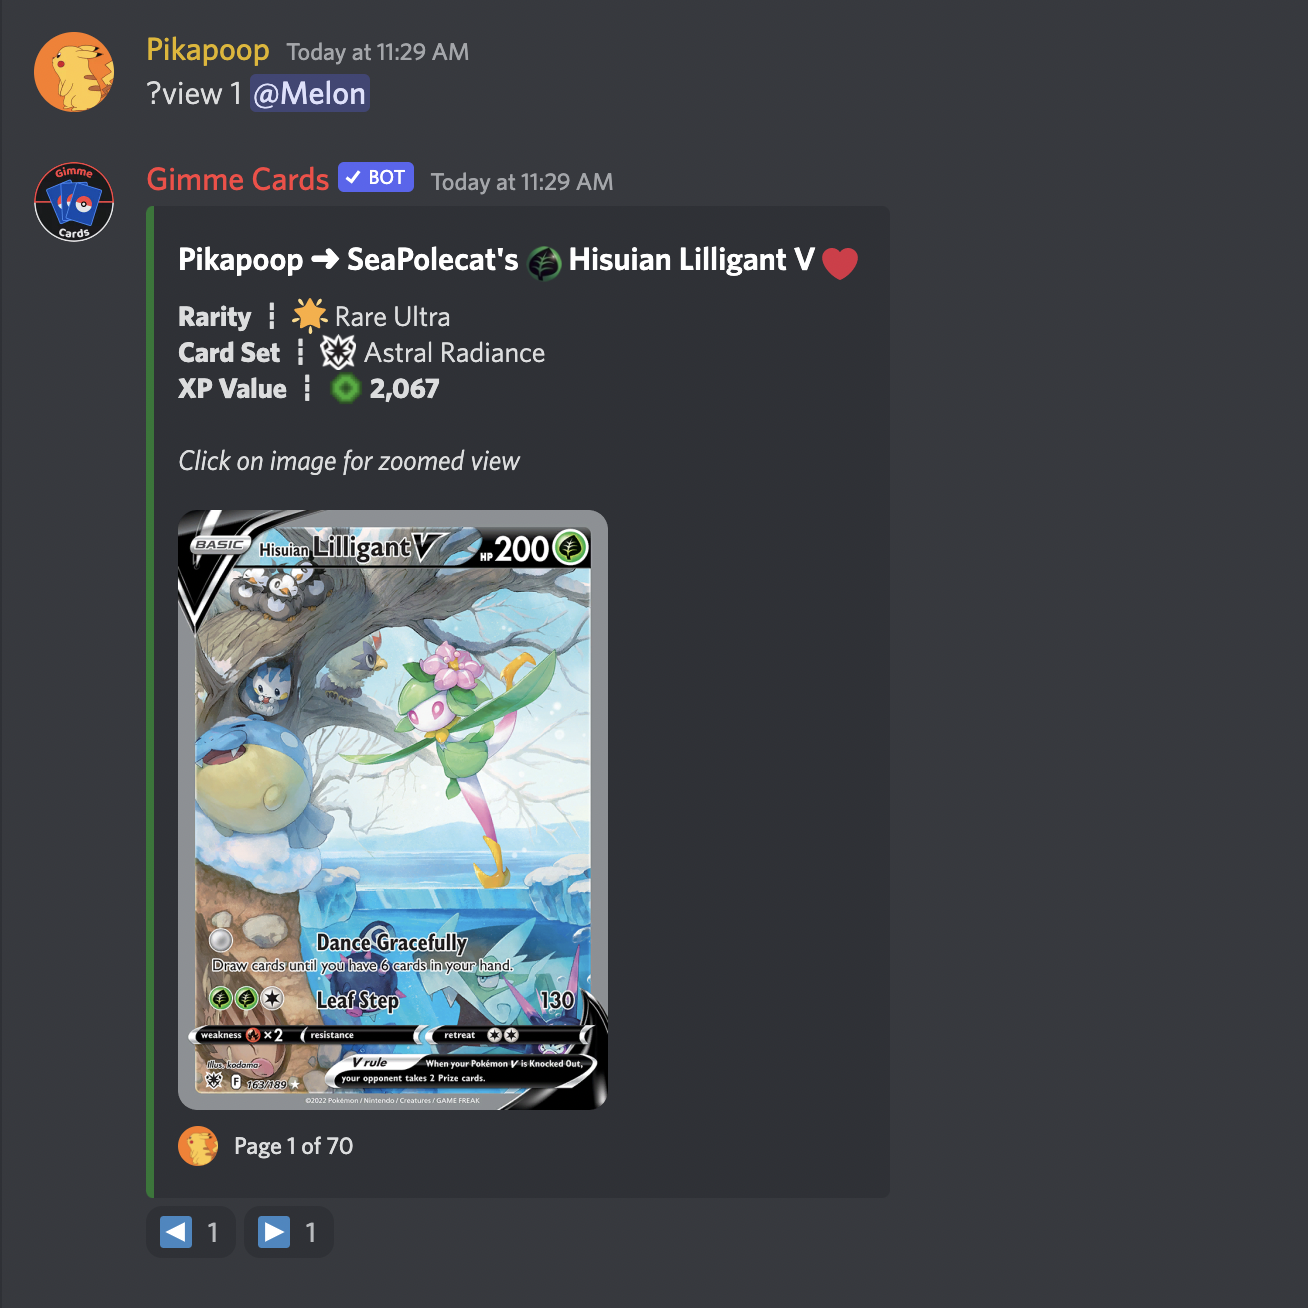 Pikapoop Today at 11:29 AM
?view 1 @Melon
Gimme
Cards
Gimme Cards ✓ BOT Today at 11:29 AM
Pikapoop ➜ SeaPolecat's Hisuian Lilligant V
Rarity ┇ Rare Ultra
Card Set ┇ Astral Radiance
XP Value ┇ 2,067
Click on image for zoomed view
BASIC Hisuian Lilligant V HP 200
Dance Gracefully
Draw cards until you have 6 cards in your hand.
Leaf Step 130
weakness ×2 resistance retreat
Illus. kodama
V rule When your Pokémon V is Knocked Out,
your opponent takes 2 Prize cards.
F 163/189 ★
©2022 Pokémon / Nintendo / Creatures / GAME FREAK
Page 1 of 70
1 1